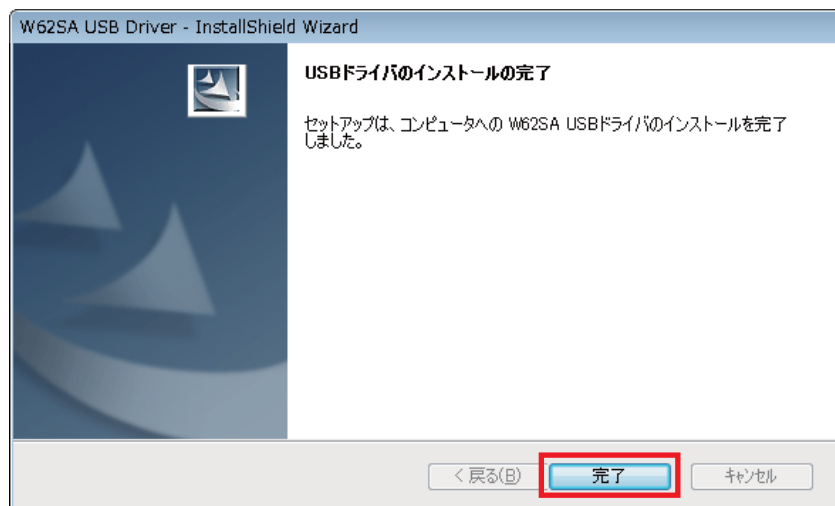 W62SA USB Driver - InstallShield Wizard
USBドライバのインストールの完了
セットアップは、コンピュータへの W62SA USBドライバのインストールを完了
しました。
< 戻る(B)
完了
キャンセル